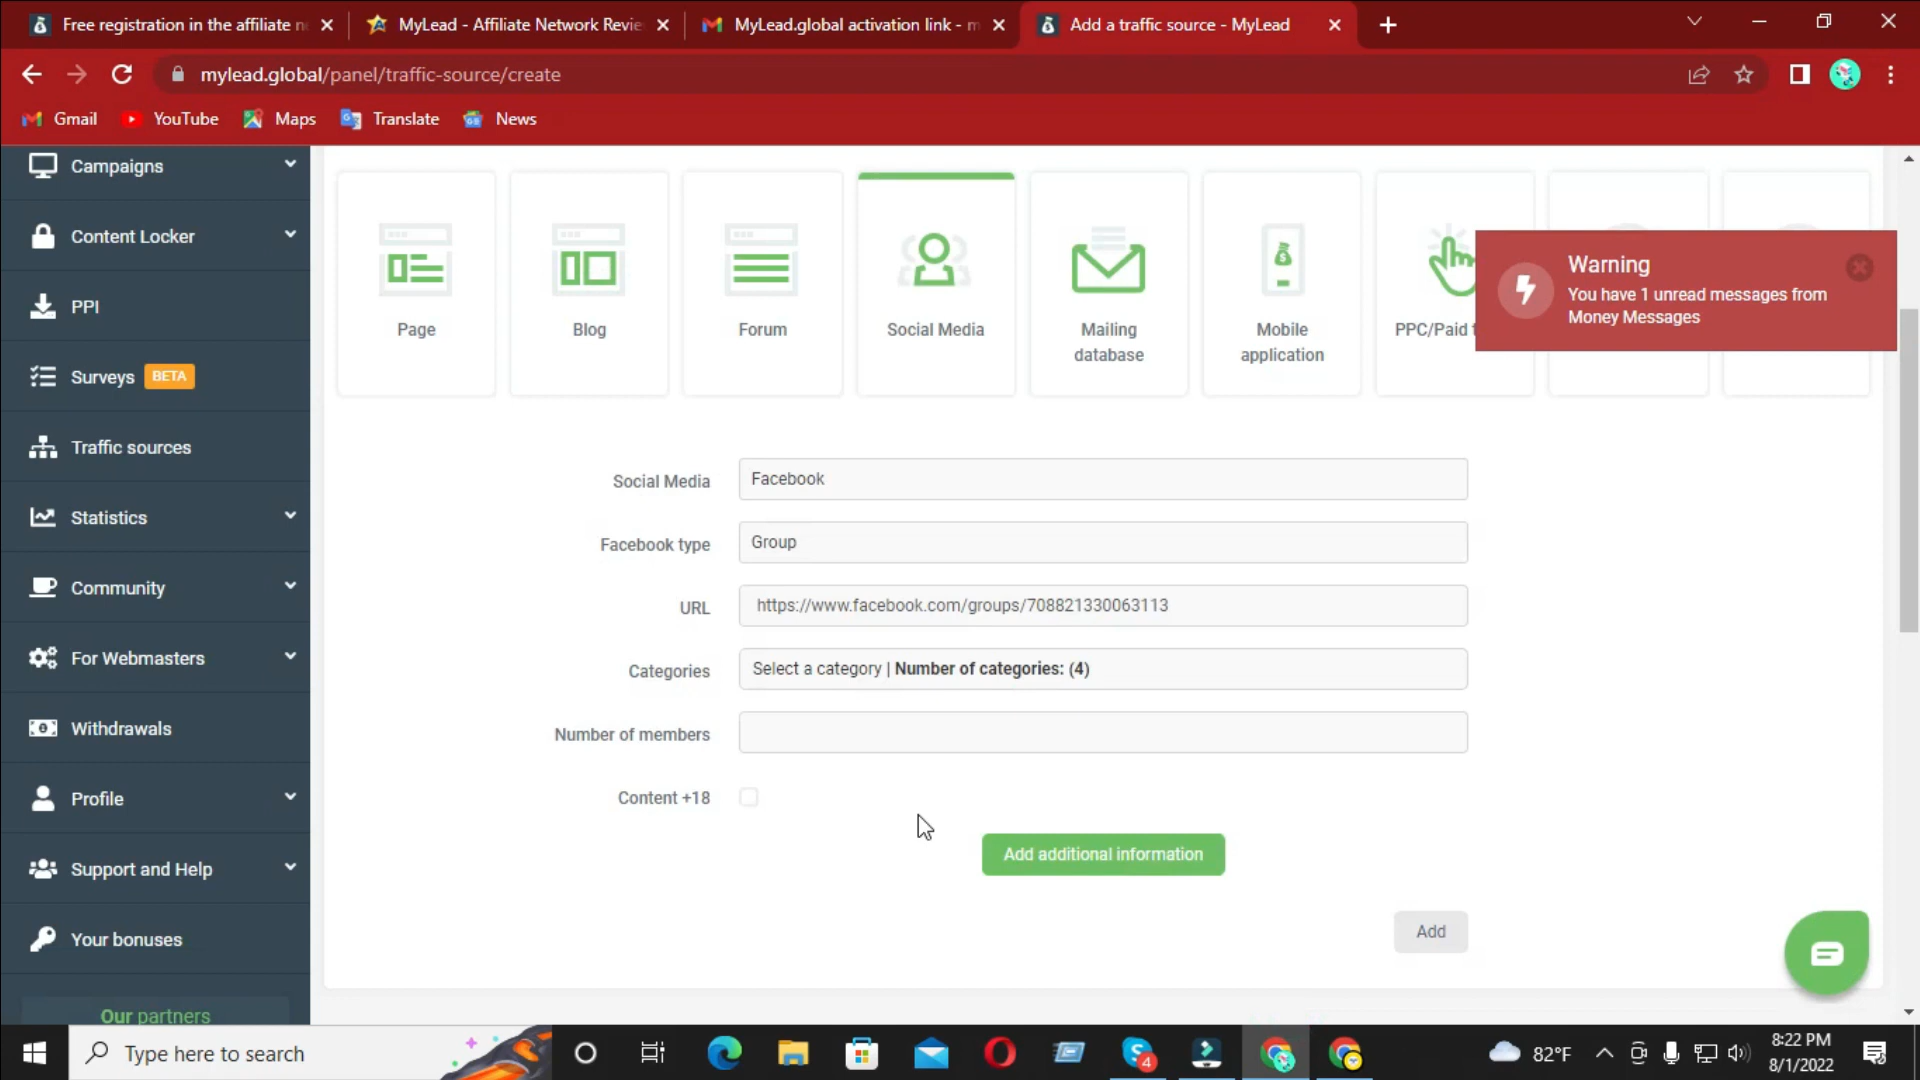 Free registration in the affiliate
MyLead - Affiliate Network Revie
MyLead.global activation link - m
Add a traffic source - MyLead
mylead.global/panel/traffic-source/create
Gmail
YouTube
Maps
Translate
News
Campaigns
Content Locker
PPI
Surveys BETA
Traffic sources
Statistics
Community
For Webmasters
Withdrawals
Profile
Support and Help
Your bonuses
Our partners
Page
Blog
Forum
Social Media
Mailing
database
Mobile
application
PPC/Paid
Warning
You have 1 unread messages from
Money Messages
Social Media Facebook
Facebook type Group
URL https://www.facebook.com/groups/708821330063113
Categories Select a category | Number of categories: (4)
Number of members
Content +18
Add additional information
Add
Type here to search
4
82°F
8:22 PM
8/1/2022